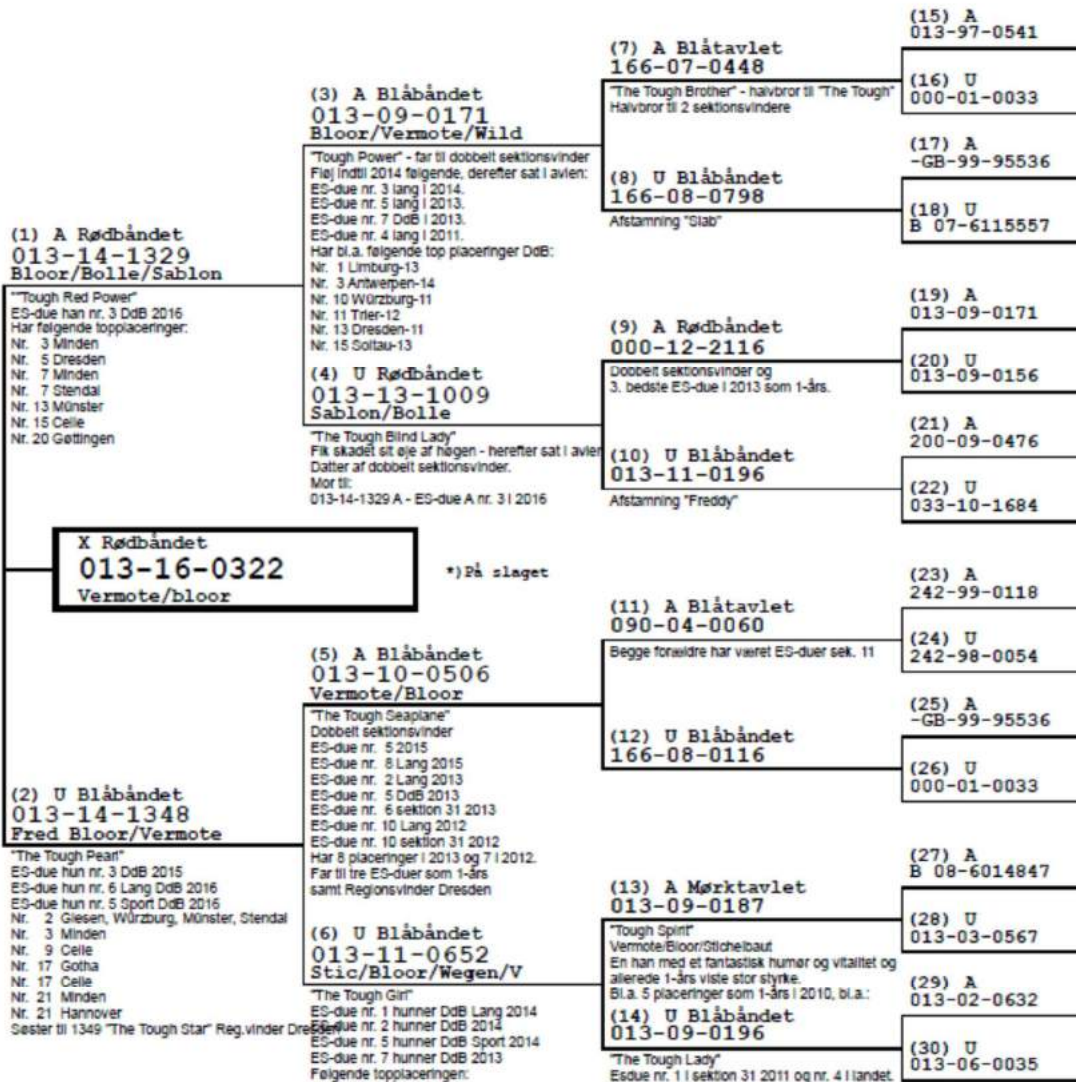 (1) A Rødbåndet
013-14-1329
Bloor/Bolle/Sablon
""Tough Red Power"
ES-due han nr. 3 DdB 2016
Har følgende topplaceringer:
Nr. 3 Minden
Nr. 5 Dresden
Nr. 7 Minden
Nr. 7 Stendal
Nr. 13 Münster
Nr. 15 Celle
Nr. 20 Gøttingen
X Rødbåndet
013-16-0322
Vermote/bloor
*)På slaget
(2) U Blåbåndet
013-14-1348
Fred Bloor/Vermote
"The Tough Pearl"
ES-due hun nr. 3 DdB 2015
ES-due hun nr. 6 Lang DdB 2016
ES-due hun nr. 5 Sport DdB 2016
Nr. 2 Giesen, Würzburg, Münster, Stendal
Nr. 3 Minden
Nr. 9 Celle
Nr. 17 Gotha
Nr. 17 Celle
Nr. 21 Minden
Nr. 21 Hannover
Søster til 1349 "The Tough Star" Reg.vinder Dresden
(3) A Blåbåndet
013-09-0171
Bloor/Vermote/Wild
"Tough Power" - far til dobbelt sektionsvinder
Fløj indtil 2014 følgende, derefter sat i avlen:
ES-due nr. 3 lang i 2014.
ES-due nr. 5 lang i 2013.
ES-due nr. 7 DdB i 2013.
ES-due nr. 4 lang i 2011.
Har bl.a. følgende top placeringer DdB:
Nr. 1 Limburg-13
Nr. 3 Antwerpen-14
Nr. 10 Würzburg-11
Nr. 11 Trier-12
Nr. 13 Dresden-11
Nr. 15 Soltau-13
(4) U Rødbåndet
013-13-1009
Sablon/Bolle
"The Tough Blind Lady"
Fik skadet sit øje af høgen - herefter sat i avlen
Datter af dobbelt sektionsvinder.
Mor til:
013-14-1329 A - ES-due A nr. 3 i 2016
(5) A Blåbåndet
013-10-0506
Vermote/Bloor
"The Tough Seaplane"
Dobbelt sektionsvinder
ES-due nr. 5 2015
ES-due nr. 8 Lang 2015
ES-due nr. 2 Lang 2013
ES-due nr. 5 DdB 2013
ES-due nr. 6 sektion 31 2013
ES-due nr. 10 Lang 2012
ES-due nr. 10 sektion 31 2012
Har 8 placeringer i 2013 og 7 i 2012.
Far til tre ES-duer som 1-års
samt Regionsvinder Dresden
(6) U Blåbåndet
013-11-0652
Stic/Bloor/Wegen/V
"The Tough Girl"
ES-due nr. 1 hunner DdB Lang 2014
ES-due nr. 2 hunner DdB 2014
ES-due nr. 5 hunner DdB Sport 2014
ES-due nr. 7 hunner DdB 2013
Følgende topplaceringen:
(7) A Blåtavlet
166-07-0448
"The Tough Brother" - halvbror til "The Tough"
Halvbror til 2 sektionsvindere
(8) U Blåbåndet
166-08-0798
Afstamning "Slab"
(9) A Rødbåndet
000-12-2116
Dobbelt sektionsvinder og
3. bedste ES-due i 2013 som 1-års.
(10) U Blåbåndet
013-11-0196
Afstamning "Freddy"
(11) A Blåtavlet
090-04-0060
Begge forældre har været ES-duer sek. 11
(12) U Blåbåndet
166-08-0116
(13) A Mørktavlet
013-09-0187
"Tough Spirit"
Vermote/Bloor/Stichelbaut
En han med et fantastisk humør og vitalitet og
allerede 1-års viste stor styrke.
Bl.a. 5 placeringer som 1-års i 2010, bl.a.:
(14) U Blåbåndet
013-09-0196
"The Tough Lady"
Esdue nr. 1 i sektion 31 2011 og nr. 4 i landet.
(15) A
013-97-0541
(16) U
000-01-0033
(17) A
-GB-99-95536
(18) U
B 07-6115557
(19) A
013-09-0171
(20) U
013-09-0156
(21) A
200-09-0476
(22) U
033-10-1684
(23) A
242-99-0118
(24) U
242-98-0054
(25) A
-GB-99-95536
(26) U
000-01-0033
(27) A
B 08-6014847
(28) U
013-03-0567
(29) A
013-02-0632
(30) U
013-06-0035